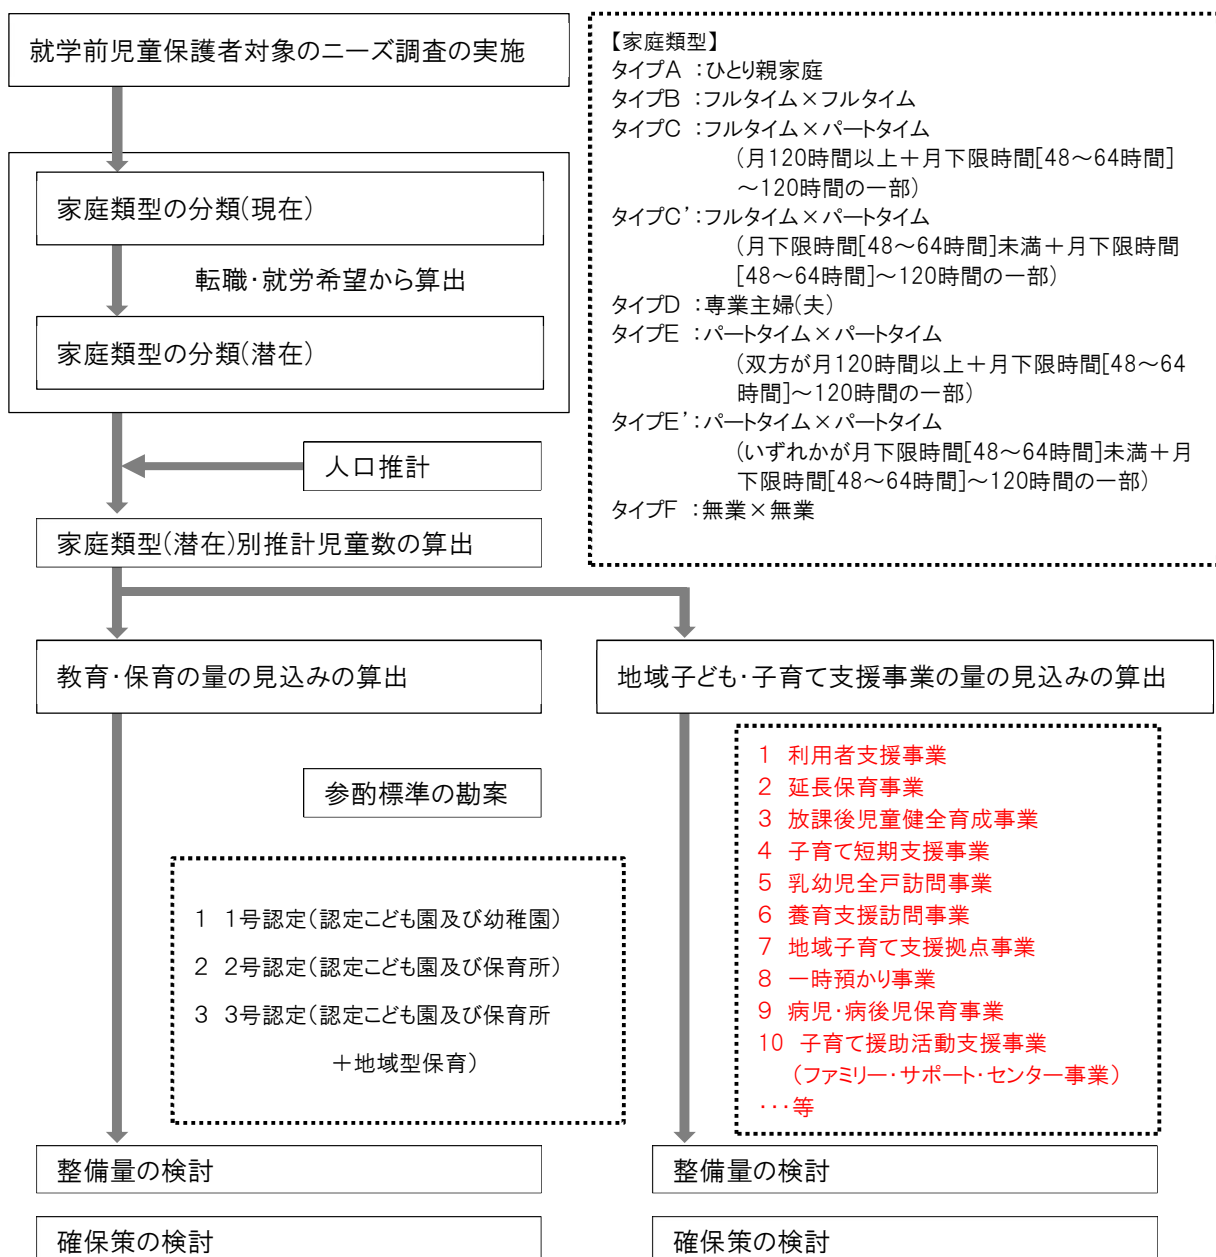 就学前児童保護者対象のニーズ調査の実施
家庭類型の分類(現在)
転職・就労希望から算出
家庭類型の分類(潜在)
人口推計
家庭類型(潜在)別推計児童数の算出
【家庭類型】
タイプA :ひとり親家庭
タイプB :フルタイム×フルタイム
タイプC :フルタイム×パートタイム
(月120時間以上+月下限時間[48~64時間]
~120時間の一部)
タイプC':フルタイム×パートタイム
(月下限時間[48~64時間]未満+月下限時間
[48~64時間]~120時間の一部)
タイプD :専業主婦(夫)
タイプE :パートタイム×パートタイム
(双方が月120時間以上+月下限時間[48~64
時間]~120時間の一部)
タイプE':パートタイム×パートタイム
(いずれかが月下限時間[48~64時間]未満+月
下限時間[48~64時間]~120時間の一部)
タイプF :無業×無業
教育・保育の量の見込みの算出
参酌標準の勘案
1 1号認定(認定こども園及び幼稚園)
2 2号認定(認定こども園及び保育所)
3 3号認定(認定こども園及び保育所
+地域型保育)
整備量の検討
確保策の検討
地域子ども・子育て支援事業の量の見込みの算出
1 利用者支援事業
2 延長保育事業
3 放課後児童健全育成事業
4 子育て短期支援事業
5 乳幼児全戸訪問事業
6 養育支援訪問事業
7 地域子育て支援拠点事業
8 一時預かり事業
9 病児・病後児保育事業
10 子育て援助活動支援事業
(ファミリー・サポート・センター事業)
・・・等
整備量の検討
確保策の検討